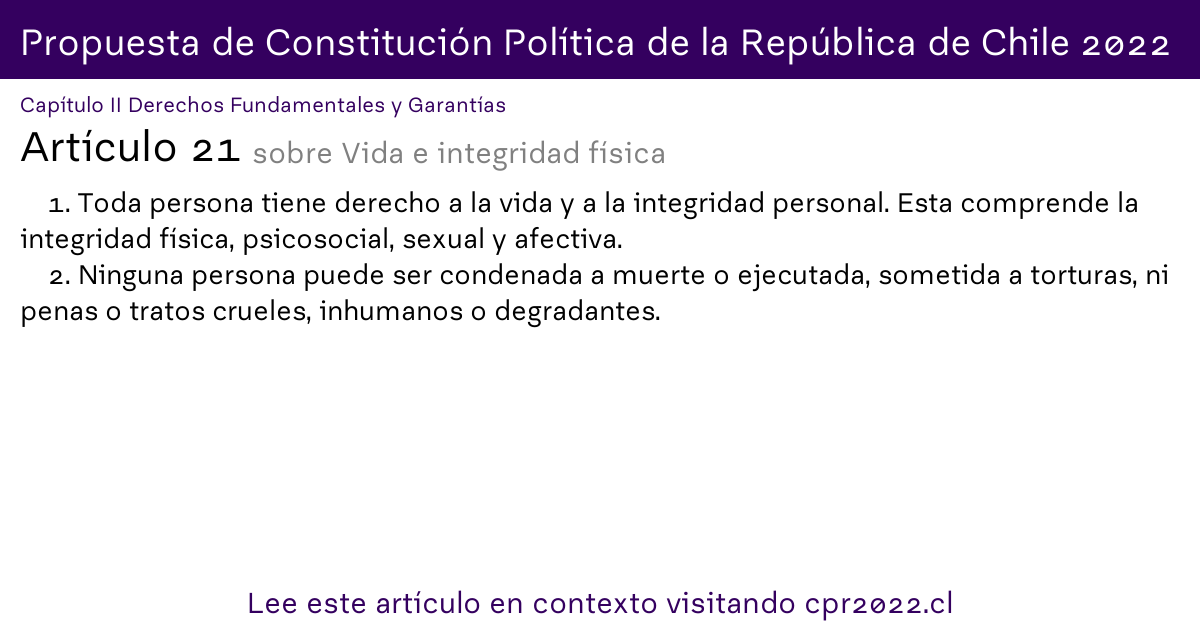 Propuesta de Constitución Política de la República de Chile 2022
Capítulo II Derechos Fundamentales y Garantías
Artículo 21 sobre Vida e integridad física
1. Toda persona tiene derecho a la vida y a la integridad personal. Esta comprende la
integridad física, psicosocial, sexual y afectiva.
2. Ninguna persona puede ser condenada a muerte o ejecutada, sometida a torturas, ni
penas o tratos crueles, inhumanos o degradantes.
Lee este artículo en contexto visitando cpr2022.cl